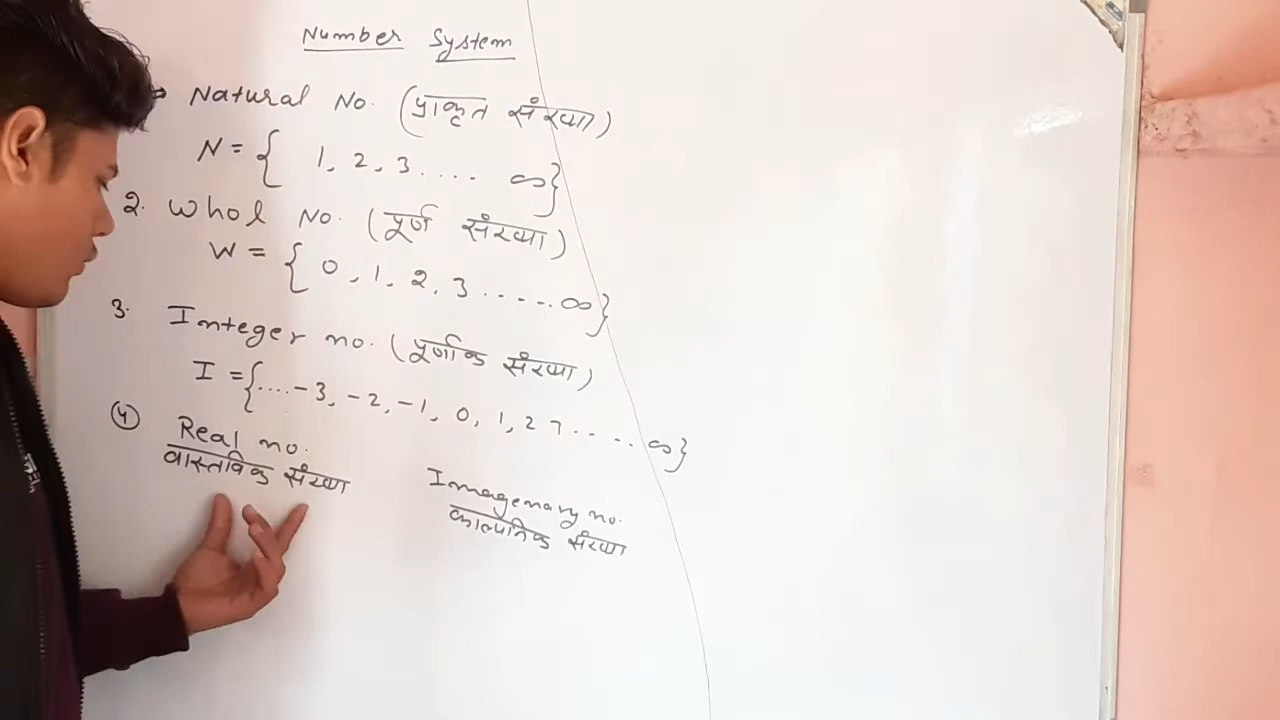 Number System
Natural No. (प्राकृत संख्या)
N = { 1, 2, 3.... ∞}
2. Whol No. (पूर्ण संख्या)
W = { 0, 1, 2, 3 ...... ∞}
3. Integer no. (पूर्णांक संख्या)
I = {....-3, -2, -1, 0, 1, 2 7..... ∞}
④ Real no.
वास्तविक संख्या
Imagenary no.
काल्पनिक संख्या